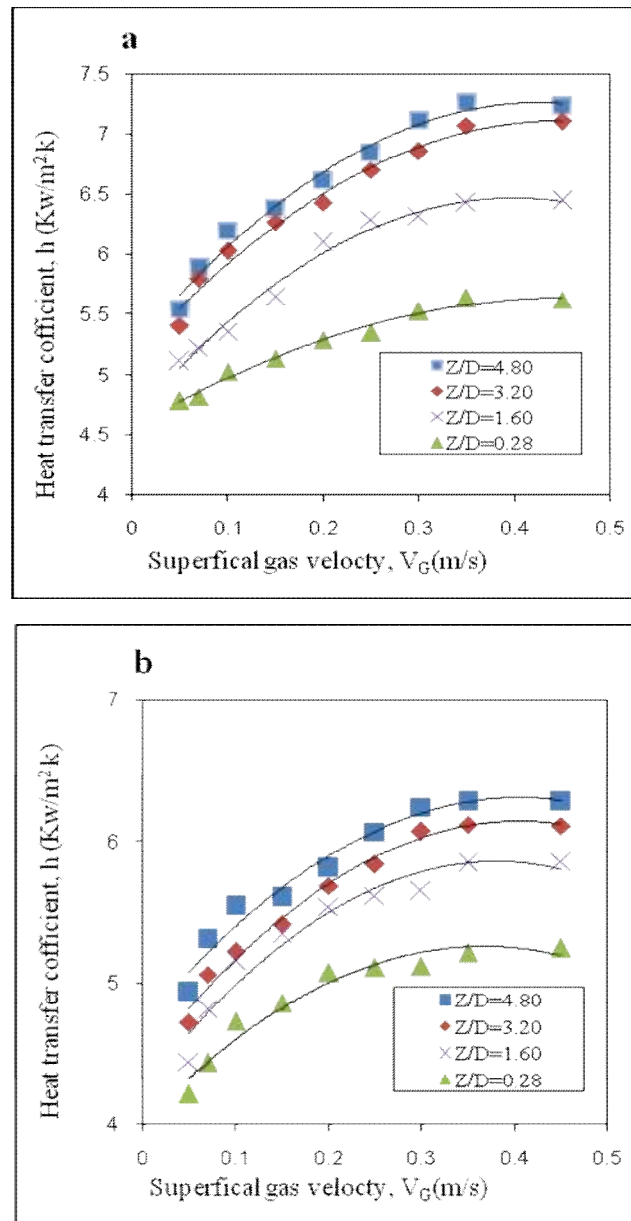 a
7.5
7
6.5
6
5.5
5
4.5
4
0
0.1
0.2
0.3
0.4
0.5
Heat transfer cofficient, h (Kw/m²k)
Superfical gas velocty, V_G(m/s)
Z/D=4.80
Z/D=3.20
Z/D=1.60
Z/D=0.28
b
7
6
5
4
0
0.1
0.2
0.3
0.4
0.5
Heat transfer cofficient, h (Kw/m²k)
Superfical gas velocty, V_G(m/s)
Z/D=4.80
Z/D=3.20
Z/D=1.60
Z/D=0.28